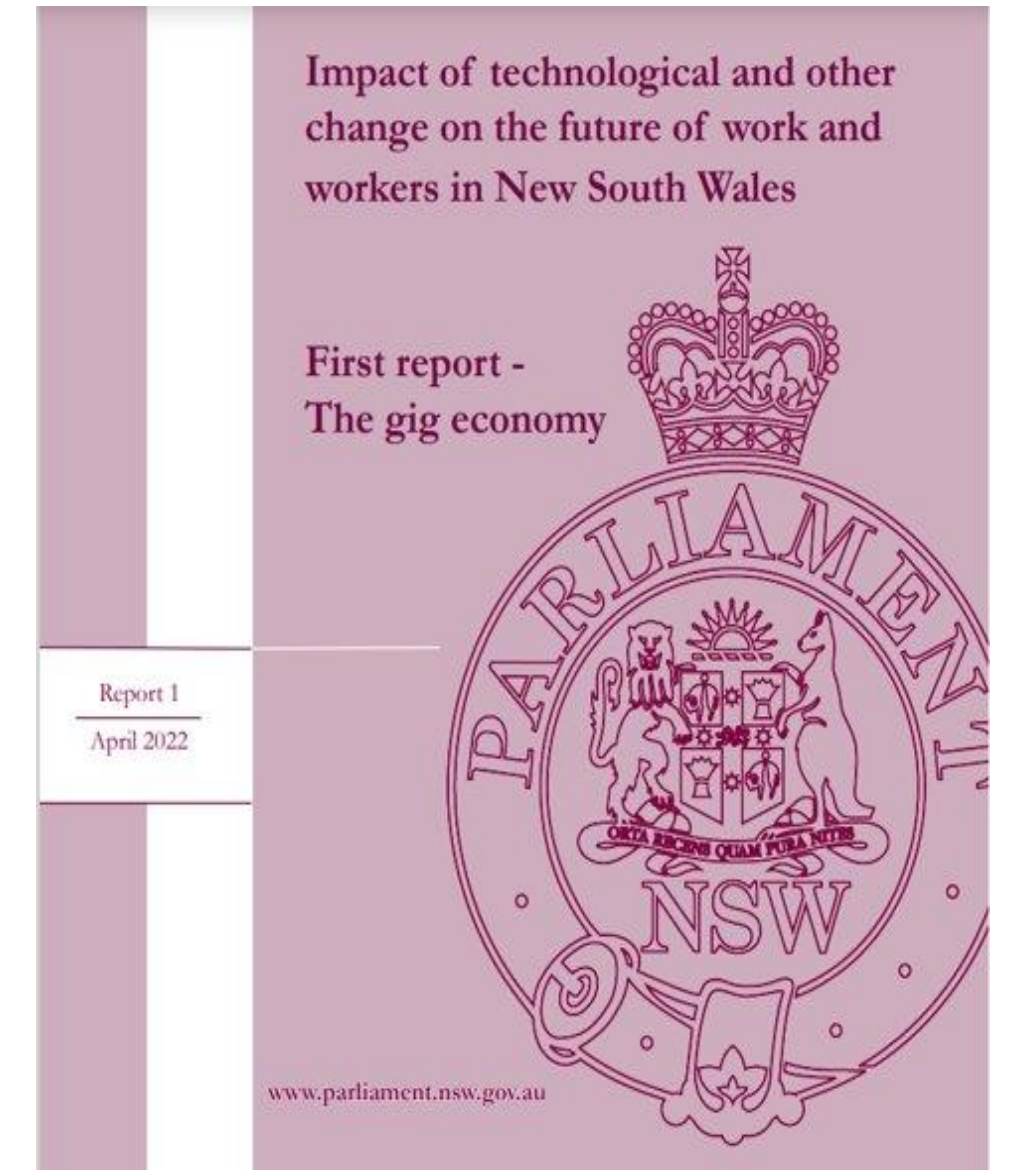 Impact of technological and other
change on the future of work and
workers in New South Wales
First report -
The gig economy
PARLIAMENT
ORTA RECENS QUAM PURA NITES
NSW
Report 1
April 2022
www.parliament.nsw.gov.au